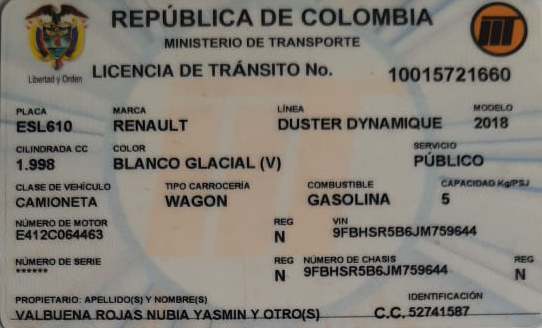 REPÚBLICA DE COLOMBIA
MINISTERIO DE TRANSPORTE
Libertad y Orden
LICENCIA DE TRÁNSITO No. 10015721660
PLACA MARCA LÍNEA MODELO
ESL610 RENAULT DUSTER DYNAMIQUE 2018
CILINDRADA CC COLOR SERVICIO
1.998 BLANCO GLACIAL (V) PÚBLICO
CLASE DE VEHÍCULO TIPO CARROCERÍA COMBUSTIBLE CAPACIDAD Kg/PSJ
CAMIONETA WAGON GASOLINA 5
NÚMERO DE MOTOR REG VIN
E412C064463 N 9FBHSR5B6JM759644
NÚMERO DE SERIE REG NÚMERO DE CHASIS REG
****** N 9FBHSR5B6JM759644 N
PROPIETARIO: APELLIDO(S) Y NOMBRE(S) IDENTIFICACIÓN
VALBUENA ROJAS NUBIA YASMIN Y OTRO(S) C.C. 52741587